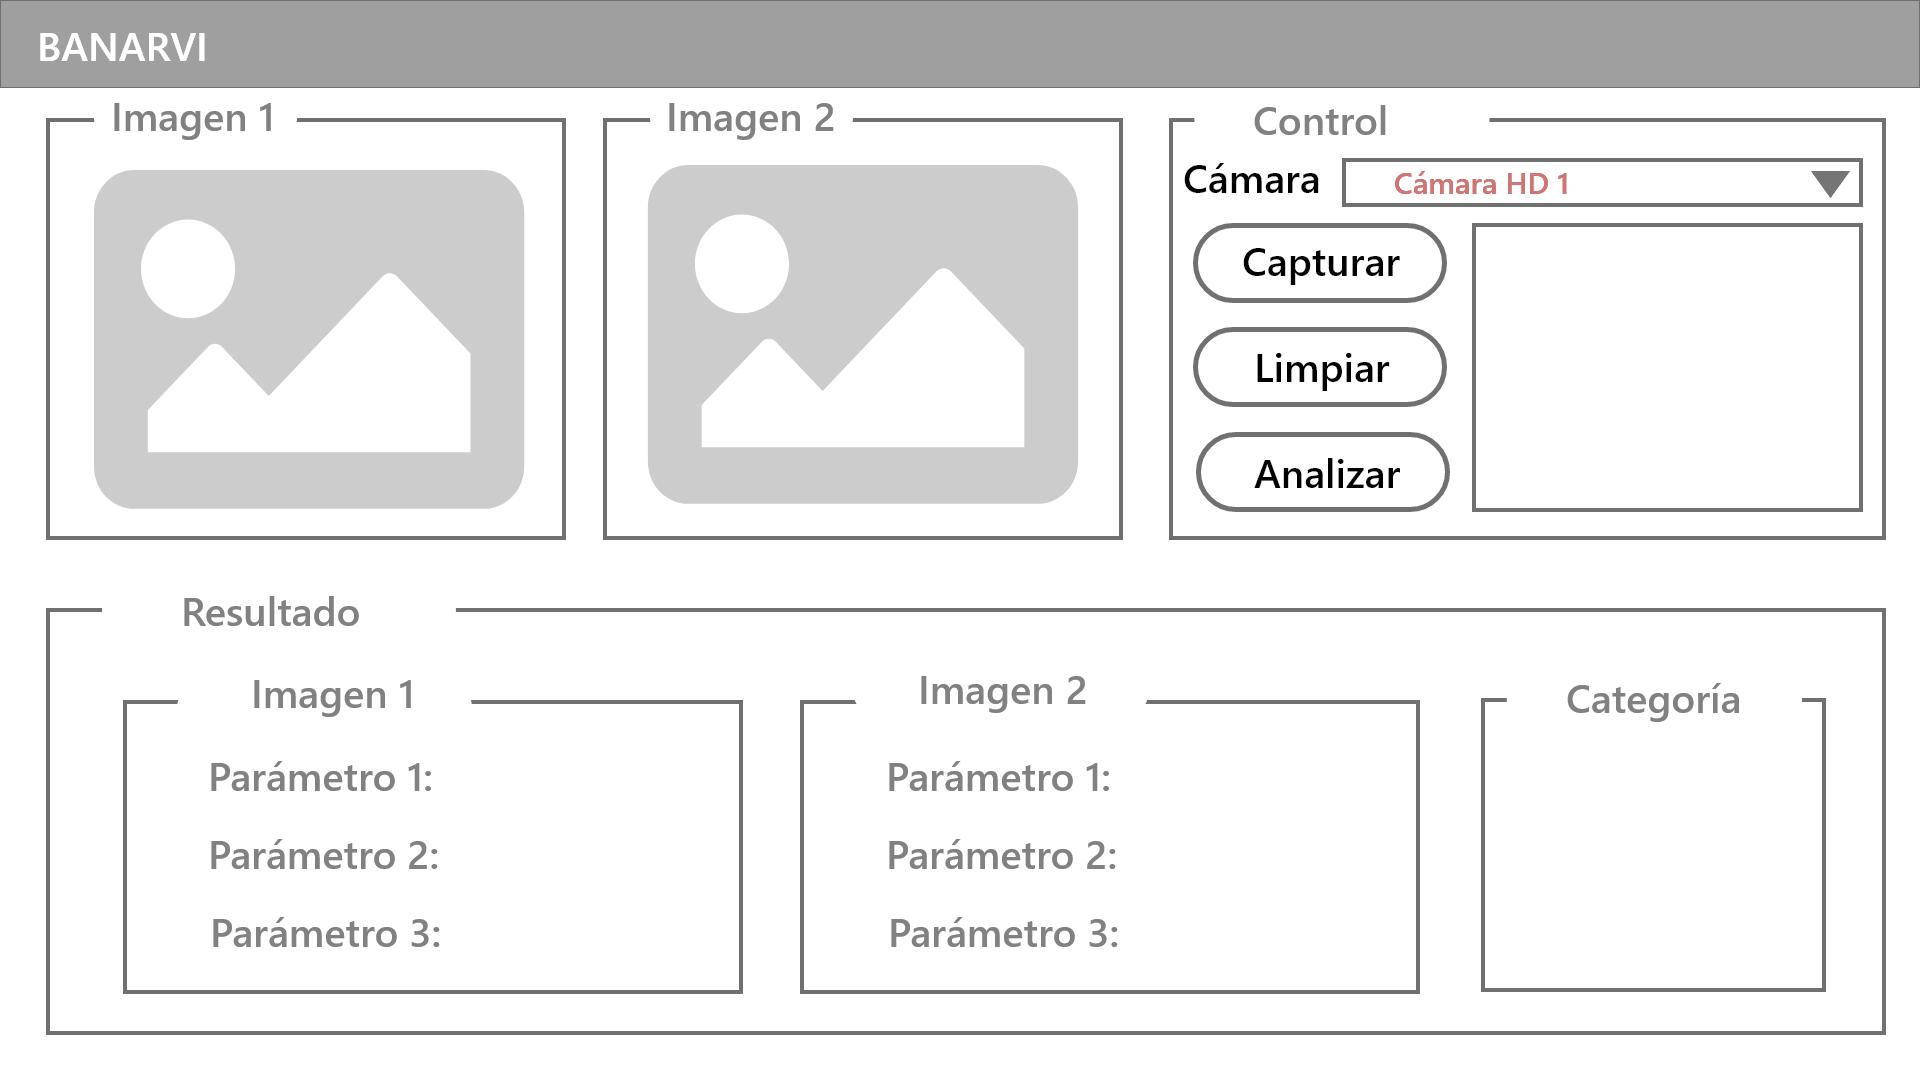 BANARVI
Imagen 1
Imagen 2
Control
Cámara
Cámara HD 1
Capturar
Limpiar
Analizar
Resultado
Imagen 1
Parámetro 1:
Parámetro 2:
Parámetro 3:
Imagen 2
Parámetro 1:
Parámetro 2:
Parámetro 3:
Categoría